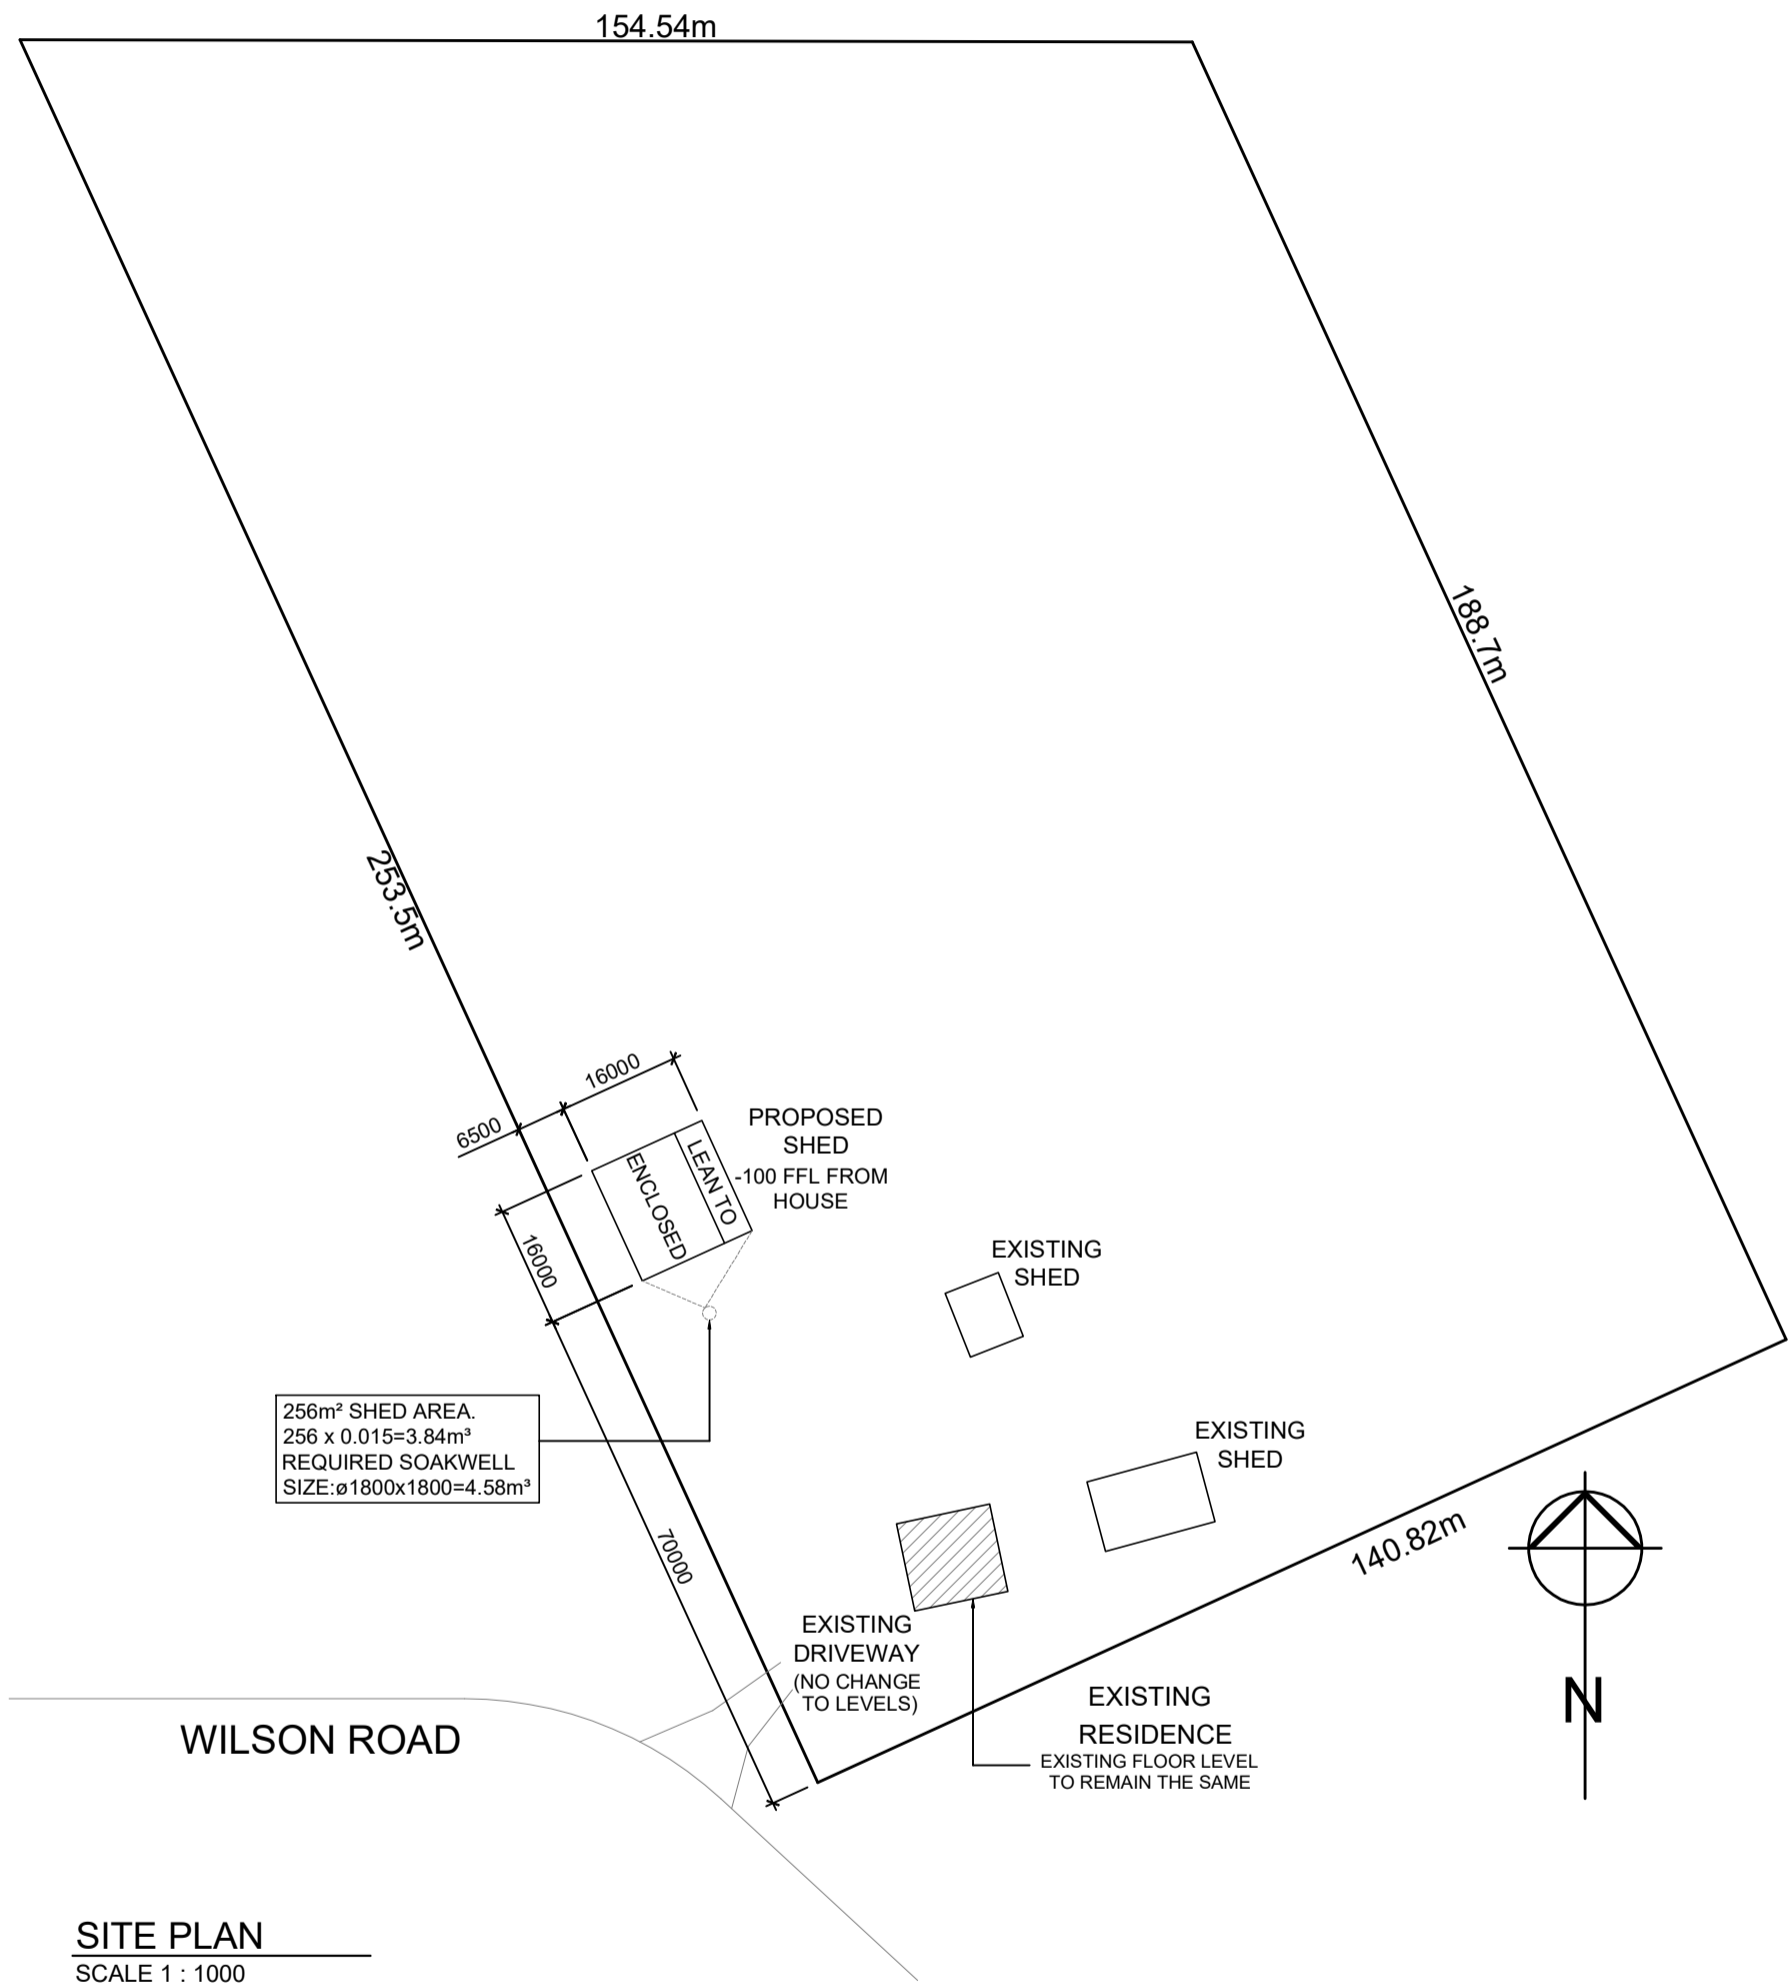 154.54m
188.7m
253.5m
16000
6500
PROPOSED
SHED
-100 FFL FROM
HOUSE
LEAN TO
ENCLOSED
16000
EXISTING
SHED
256m² SHED AREA.
256 x 0.015=3.84m³
REQUIRED SOAKWELL
SIZE:ø1800x1800=4.58m³
EXISTING
SHED
140.82m
70000
EXISTING
DRIVEWAY
(NO CHANGE
TO LEVELS)
EXISTING
RESIDENCE
EXISTING FLOOR LEVEL
TO REMAIN THE SAME
N
WILSON ROAD
SITE PLAN
SCALE 1 : 1000